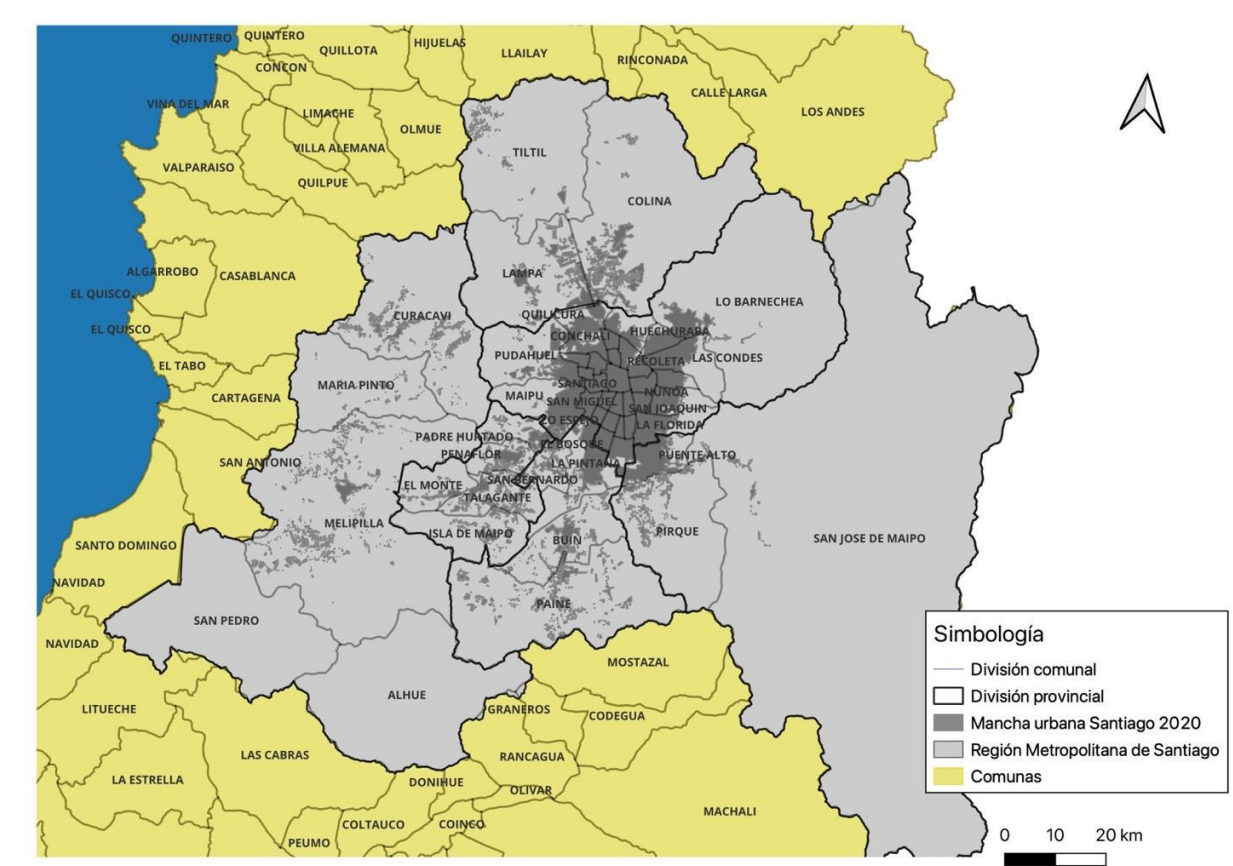 QUINTERO
QUINTERO
QUILLOTA
HIJUELAS
LLAILAY
RINCONADA
CONCON
CALLE LARGA
VINA DEL MAR
LIMACHE
LOS ANDES
OLMUE
VILLA ALEMANA
TILTIL
VALPARAISO
QUILPUE
COLINA
ALGARROBO
CASABLANCA
LAMPA
EL QUISCO
LO BARNECHEA
CURACAVI
QUILICURA
EL QUISCO
HUECHURABA
CONCHALI
PUDAHUEL
RECOLETA
LAS CONDES
EL TABO
MARIA PINTO
SANTIAGO
NUNOA
CARTAGENA
MAIPU
SAN MIGUEL
SAN JOAQUIN
LO ESPEJO
LA FLORIDA
PADRE HURTADO
EL BOSQUE
PENAFLOR
PUENTE ALTO
SAN ANTONIO
LA PINTANA
EL MONTE
SAN BERNARDO
TALAGANTE
MELIPILLA
ISLA DE MAIPO
PIRQUE
BUIN
SAN JOSE DE MAIPO
SANTO DOMINGO
NAVIDAD
PAINE
SAN PEDRO
NAVIDAD
MOSTAZAL
ALHUE
LITUECHE
GRANEROS
CODEGUA
LAS CABRAS
RANCAGUA
LA ESTRELLA
DONIHUE
OLIVAR
MACHALI
COLTAUCO
COINCO
PEUMO
Simbología
División comunal
División provincial
Mancha urbana Santiago 2020
Región Metropolitana de Santiago
Comunas
0 10 20 km